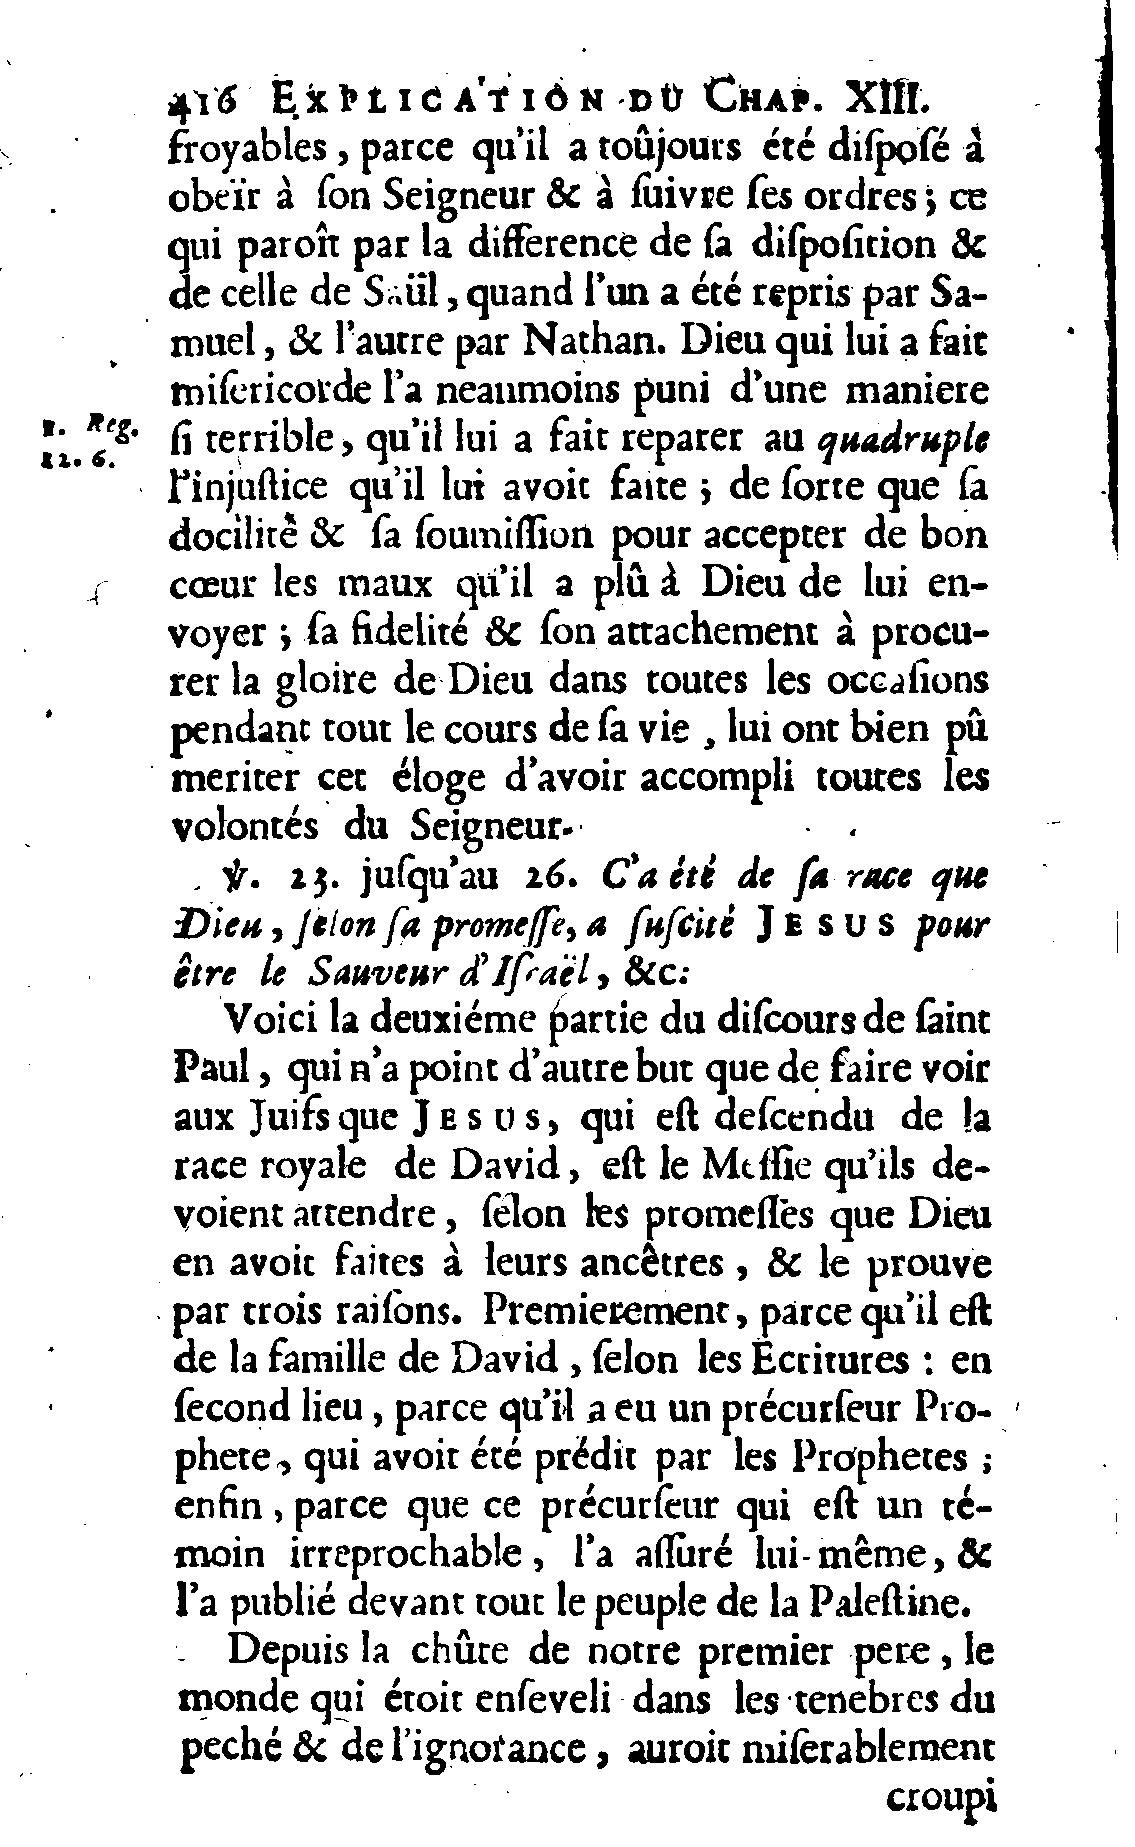 416 EXPLICATION DU CHAP. XIII.
froyables, parce qu'il a toûjours été diſpoſé à
obeïr à ſon Seigneur & à ſuivre ſes ordres; ce
qui paroît par la difference de ſa diſpoſition &
de celle de Saül, quand l'un a été repris par Sa-
muel, & l'autre par Nathan. Dieu qui lui a fait
miſericorde l'a neaumoins puni d'une maniere
2. Reg. ſi terrible, qu'il lui a fait reparer au quadruple
12. 6. l'injuſtice qu'il lui avoit faite; de ſorte que ſa
docilité & ſa ſoumiſſion pour accepter de bon
cœur les maux qu'il a plû à Dieu de lui en-
voyer; ſa fidelité & ſon attachement à procu-
rer la gloire de Dieu dans toutes les occaſions
pendant tout le cours de ſa vie, lui ont bien pû
meriter cet éloge d'avoir accompli toutes les
volontés du Seigneur.
℣. 23. juſqu'au 26. C'a été de ſa race que
Dieu, ſelon ſa promeſſe, a ſuſcité JESUS pour
être le Sauveur d'Iſraël, &c.
Voici la deuxiéme partie du diſcours de ſaint
Paul, qui n'a point d'autre but que de faire voir
aux Juifs que JESUS, qui eſt deſcendu de la
race royale de David, eſt le Meſſie qu'ils de-
voient attendre, ſelon les promeſſes que Dieu
en avoit faites à leurs ancêtres, & le prouve
par trois raiſons. Premierement, parce qu'il eſt
de la famille de David, ſelon les Ecritures : en
ſecond lieu, parce qu'il a eu un précurſeur Pro-
phete, qui avoit été prédit par les Prophetes ;
enfin, parce que ce précurſeur qui eſt un té-
moin irreprochable, l'a aſſuré lui-même, &
l'a publié devant tout le peuple de la Paleſtine.
Depuis la chûte de notre premier pere, le
monde qui étoit enſeveli dans les tenebres du
peché & de l'ignorance, auroit miſerablement
croupi